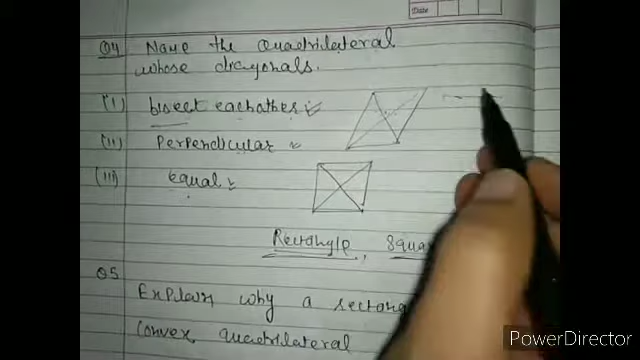 Date
Q4 Name the Quadrilateral
whose diagonals.
(i) bisect eachother
(ii) Perpendicular
(iii) equal
Rectangle, Squar
Q5
Explain why a rectang
Convex quadrilateral
PowerDirector